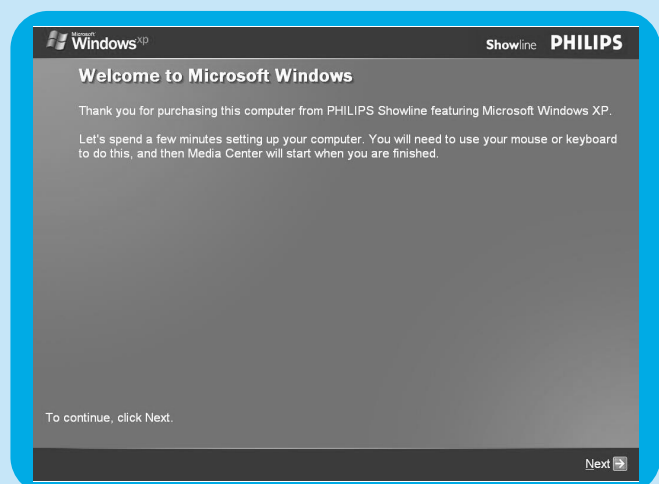 Microsoft
Windows xp
Showline PHILIPS
Welcome to Microsoft Windows
Thank you for purchasing this computer from PHILIPS Showline featuring Microsoft Windows XP.
Let's spend a few minutes setting up your computer. You will need to use your mouse or keyboard
to do this, and then Media Center will start when you are finished.
To continue, click Next.
Next